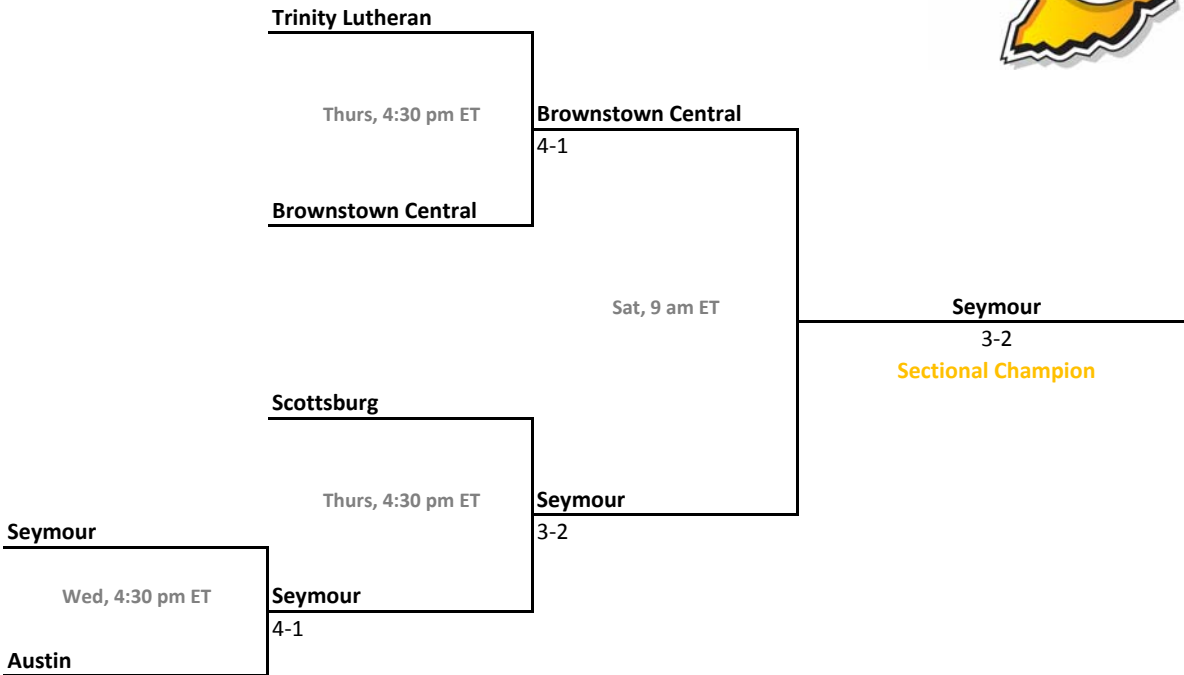 Trinity Lutheran
Thurs, 4:30 pm ET
Brownstown Central
4-1
Brownstown Central
Sat, 9 am ET
Seymour
3-2
Sectional Champion
Scottsburg
Thurs, 4:30 pm ET
Seymour
3-2
Seymour
Wed, 4:30 pm ET
Seymour
4-1
Austin